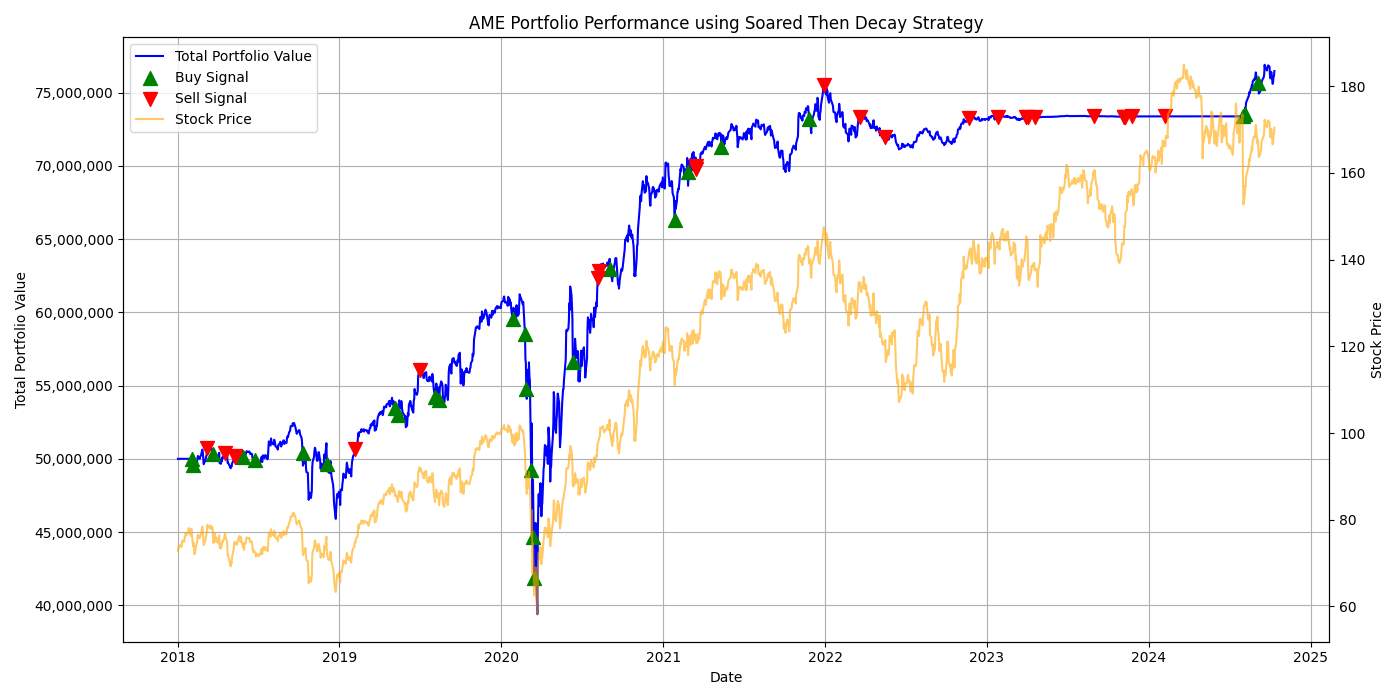 AME Portfolio Performance using Soared Then Decay Strategy
Total Portfolio Value
Buy Signal
Sell Signal
Stock Price
75,000,000
70,000,000
65,000,000
60,000,000
55,000,000
50,000,000
45,000,000
40,000,000
Total Portfolio Value
180
160
140
120
100
80
60
Stock Price
2018
2019
2020
2021
2022
2023
2024
2025
Date